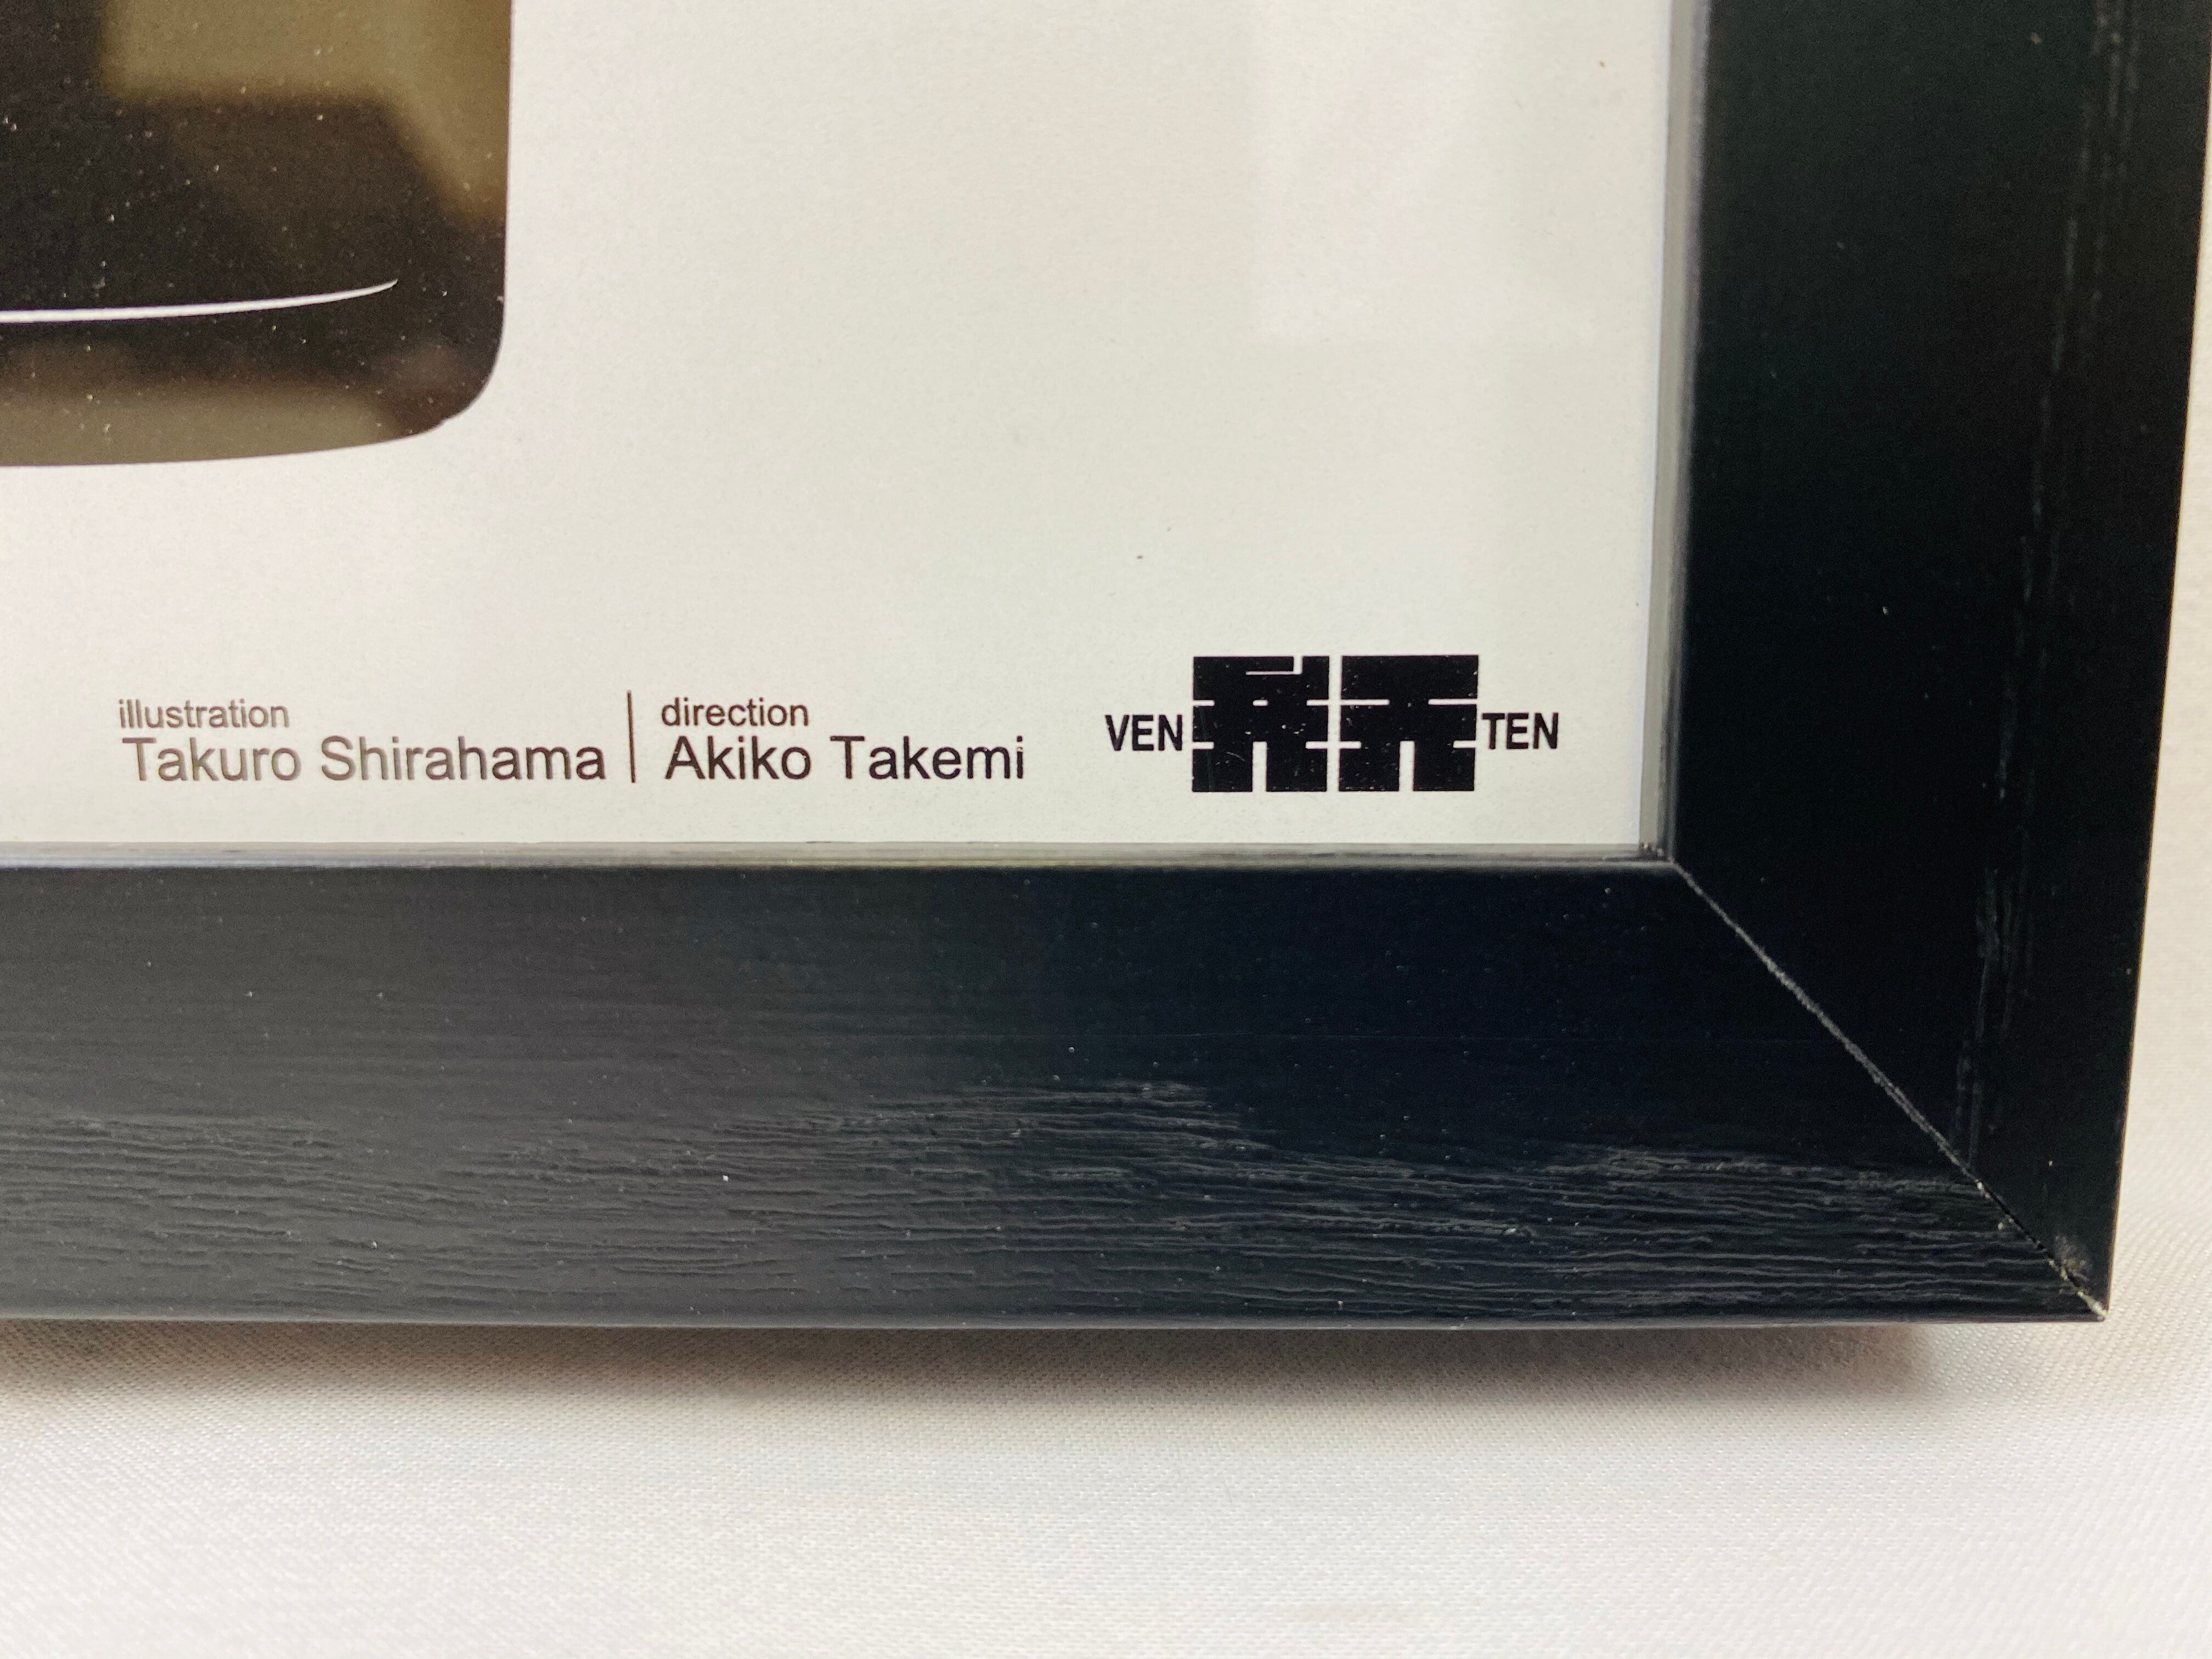 illustration
Takuro Shirahama
direction
Akiko Takemi
VEN
TEN